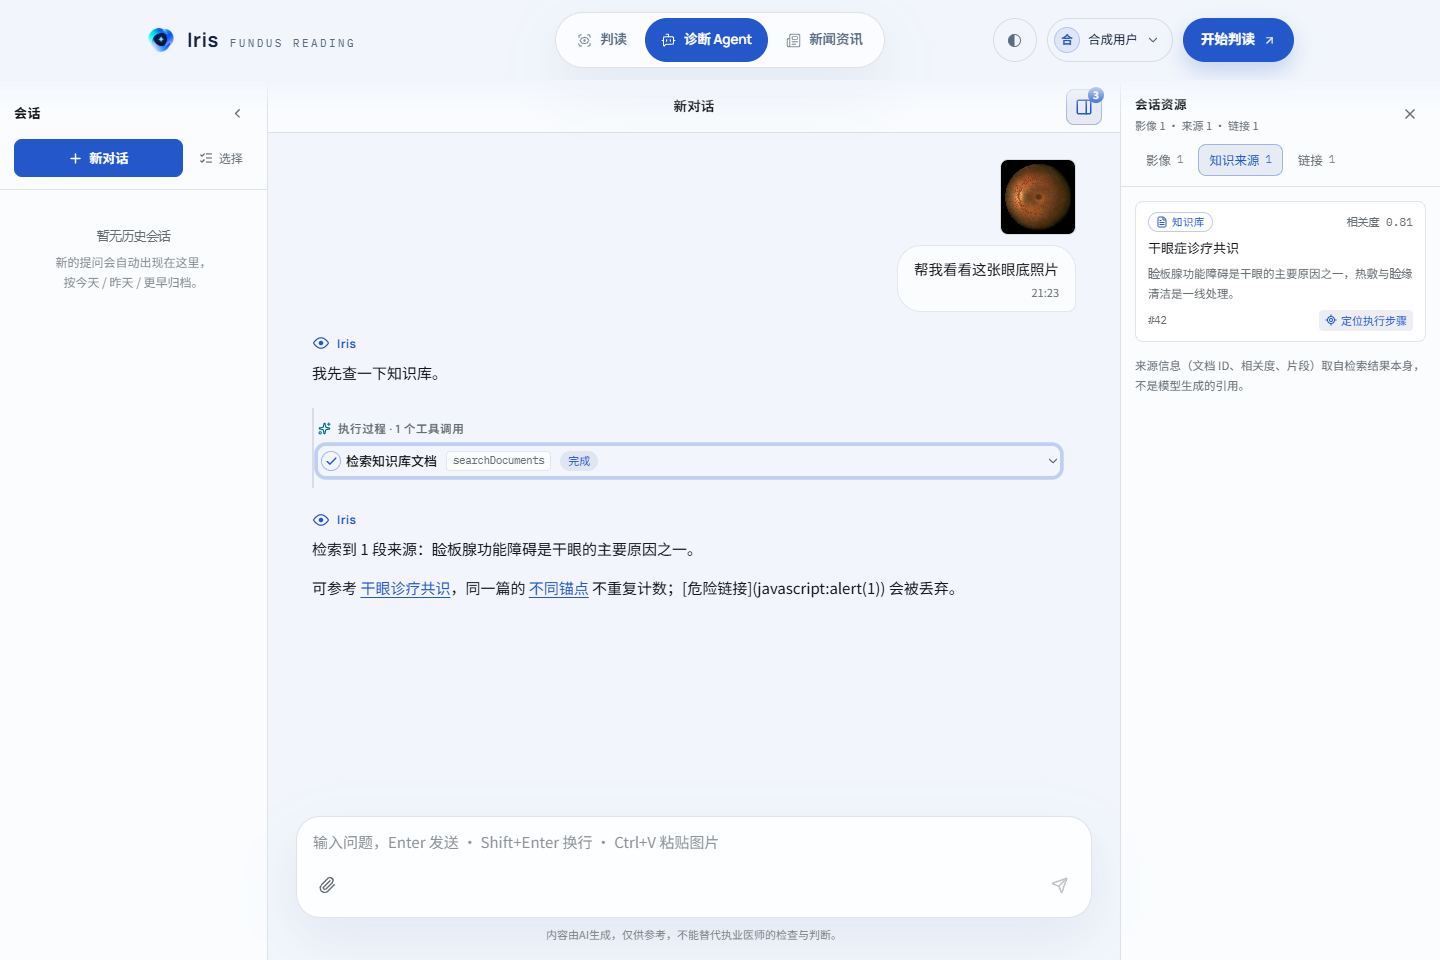 Iris FUNDUS READING
判读
诊断 Agent
新闻资讯
合 合成用户
开始判读
会话
新对话
选择
暂无历史会话
新的提问会自动出现在这里，
按今天 / 昨天 / 更早归档。
新对话
3
帮我看看这张眼底照片
21:23
Iris
我先查一下知识库。
执行过程 · 1 个工具调用
检索知识库文档 searchDocuments 完成
Iris
检索到 1 段来源：睑板腺功能障碍是干眼的主要原因之一。
可参考 干眼诊疗共识，同一篇的 不同锚点 不重复计数；[危险链接](javascript:alert(1)) 会被丢弃。
输入问题，Enter 发送 · Shift+Enter 换行 · Ctrl+V 粘贴图片
内容由AI生成，仅供参考，不能替代执业医师的检查与判断。
会话资源
影像 1 · 来源 1 · 链接 1
影像 1
知识来源 1
链接 1
知识库 相关度 0.81
干眼症诊疗共识
睑板腺功能障碍是干眼的主要原因之一，热敷与睑缘
清洁是一线处理。
#42 定位执行步骤
来源信息（文档 ID、相关度、片段）取自检索结果本身，
不是模型生成的引用。